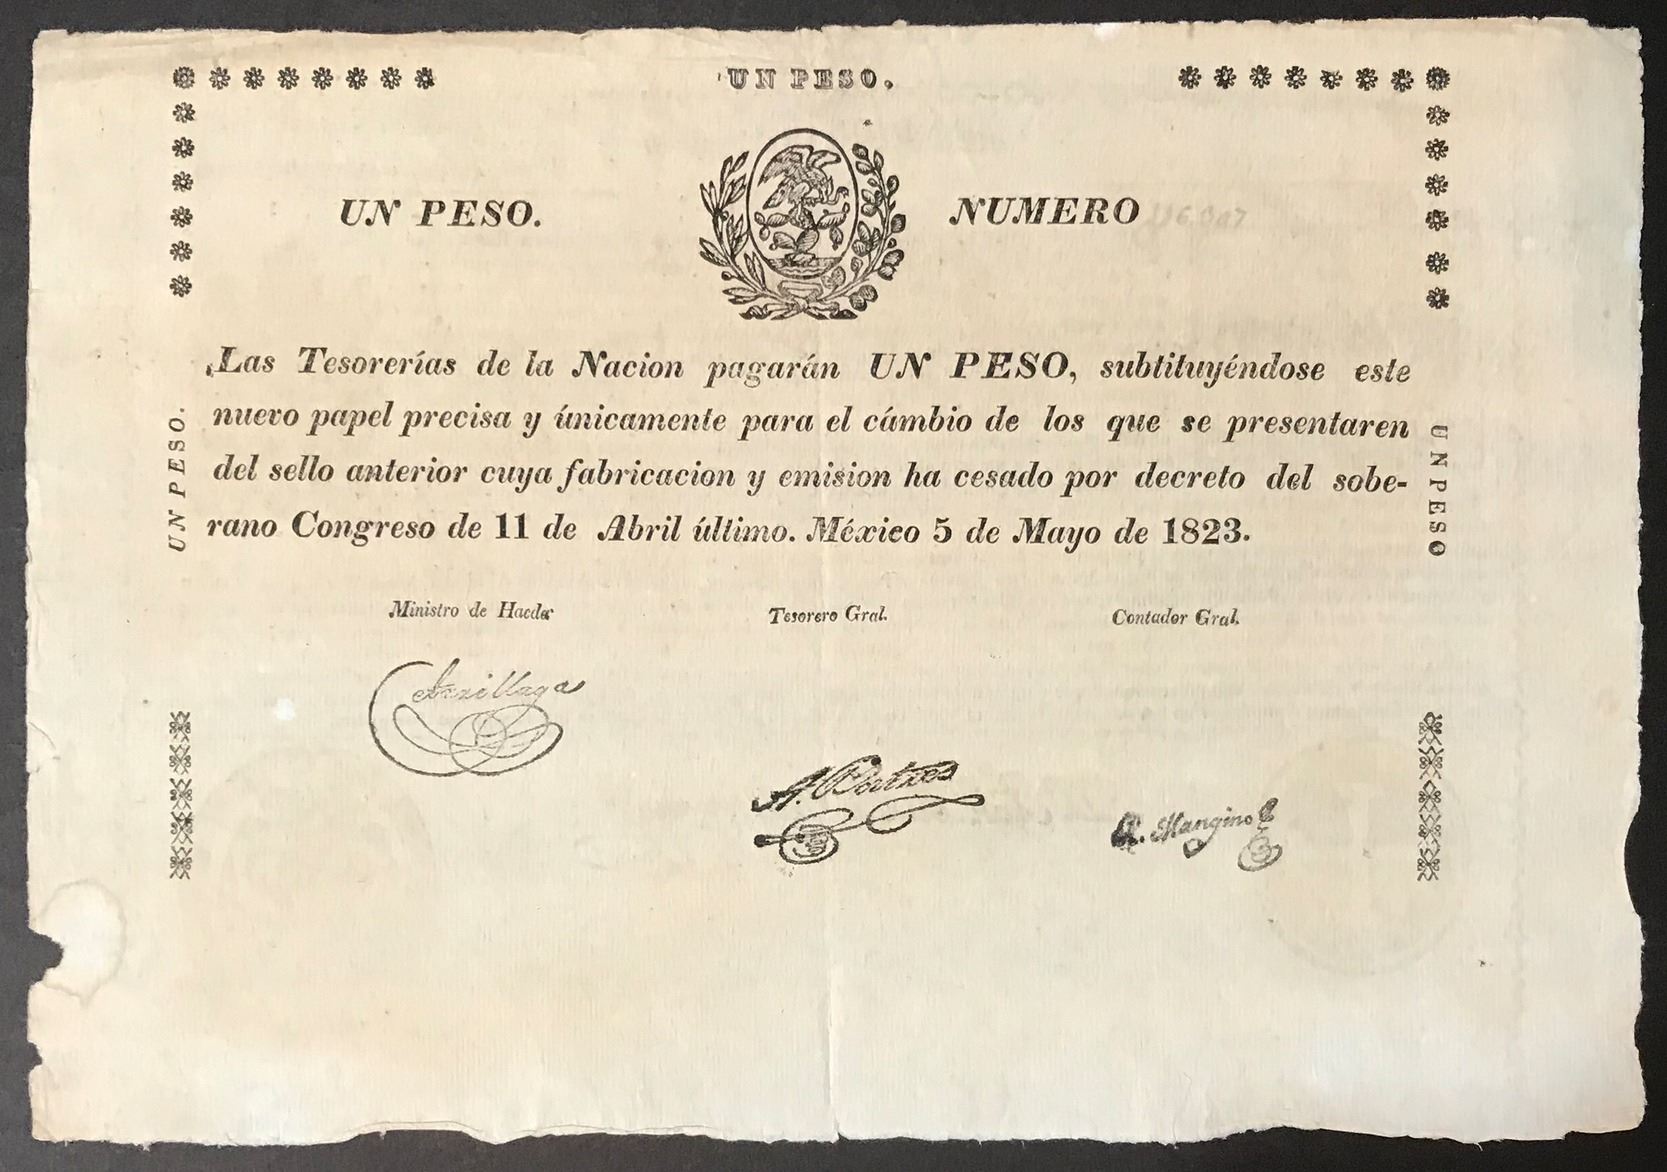 UN PESO.
UN PESO.
NUMERO
Las Tesorerías de la Nacion pagarán UN PESO, subtituyéndose este
nuevo papel precisa y únicamente para el cámbio de los que se presentaren
del sello anterior cuya fabricacion y emision ha cesado por decreto del sobe-
rano Congreso de 11 de Abril último. México 5 de Mayo de 1823.
UN PESO.
UN PESO
Ministro de Hacda
Tesorero Gral.
Contador Gral.
Arrillaga
A. Batres
R. Mangino